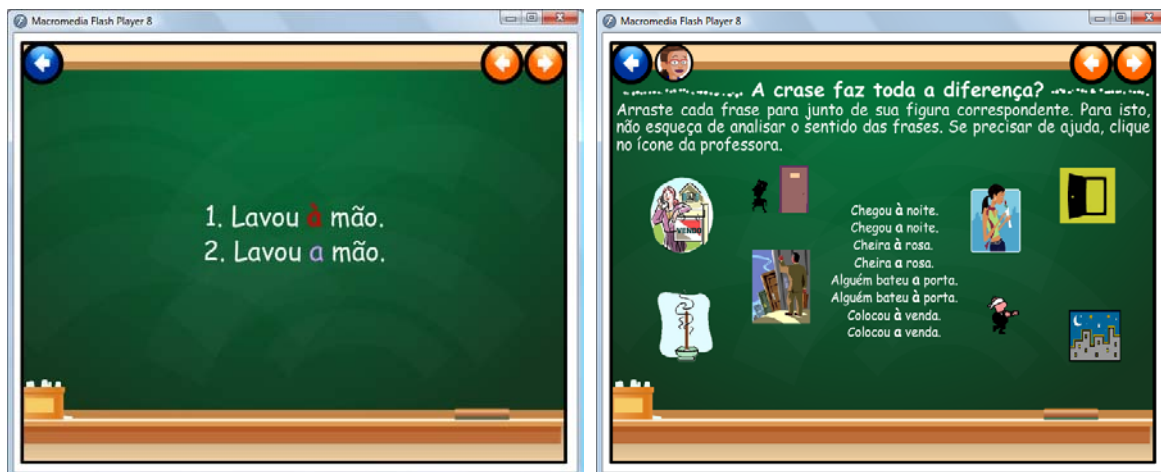 Macromedia Flash Player 8
1. Lavou à mão.
2. Lavou a mão.
Macromedia Flash Player 8
A crase faz toda a diferença?
Arraste cada frase para junto de sua figura correspondente. Para isto,
não esqueça de analisar o sentido das frases. Se precisar de ajuda, clique
no ícone da professora.
VENDO
Chegou à noite.
Chegou a noite.
Cheira à rosa.
Cheira a rosa.
Alguém bateu a porta.
Alguém bateu à porta.
Colocou à venda.
Colocou a venda.